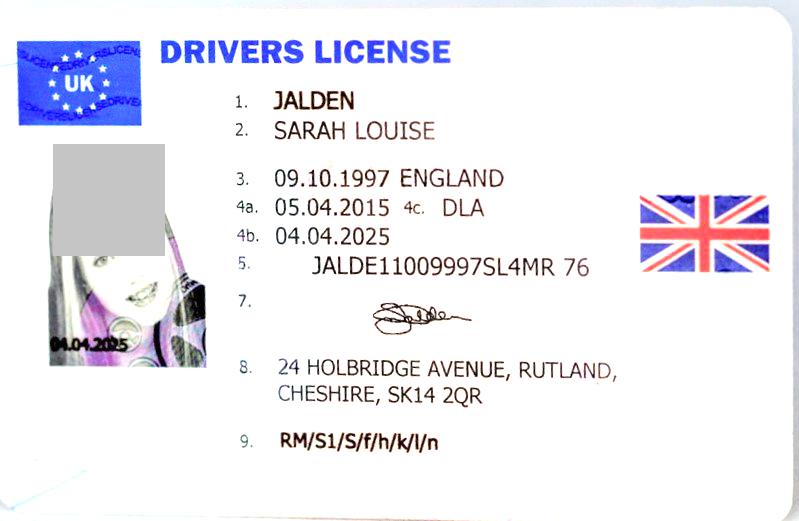 DRIVERS LICENSE
UK
1. JALDEN
2. SARAH LOUISE
3. 09.10.1997 ENGLAND
4a. 05.04.2015 4c. DLA
4b. 04.04.2025
5. JALDE11009997SL4MR 76
7. SJalden
04.04.2025
8. 24 HOLBRIDGE AVENUE, RUTLAND,
CHESHIRE, SK14 2QR
9. RM/S1/S/f/h/k/l/n